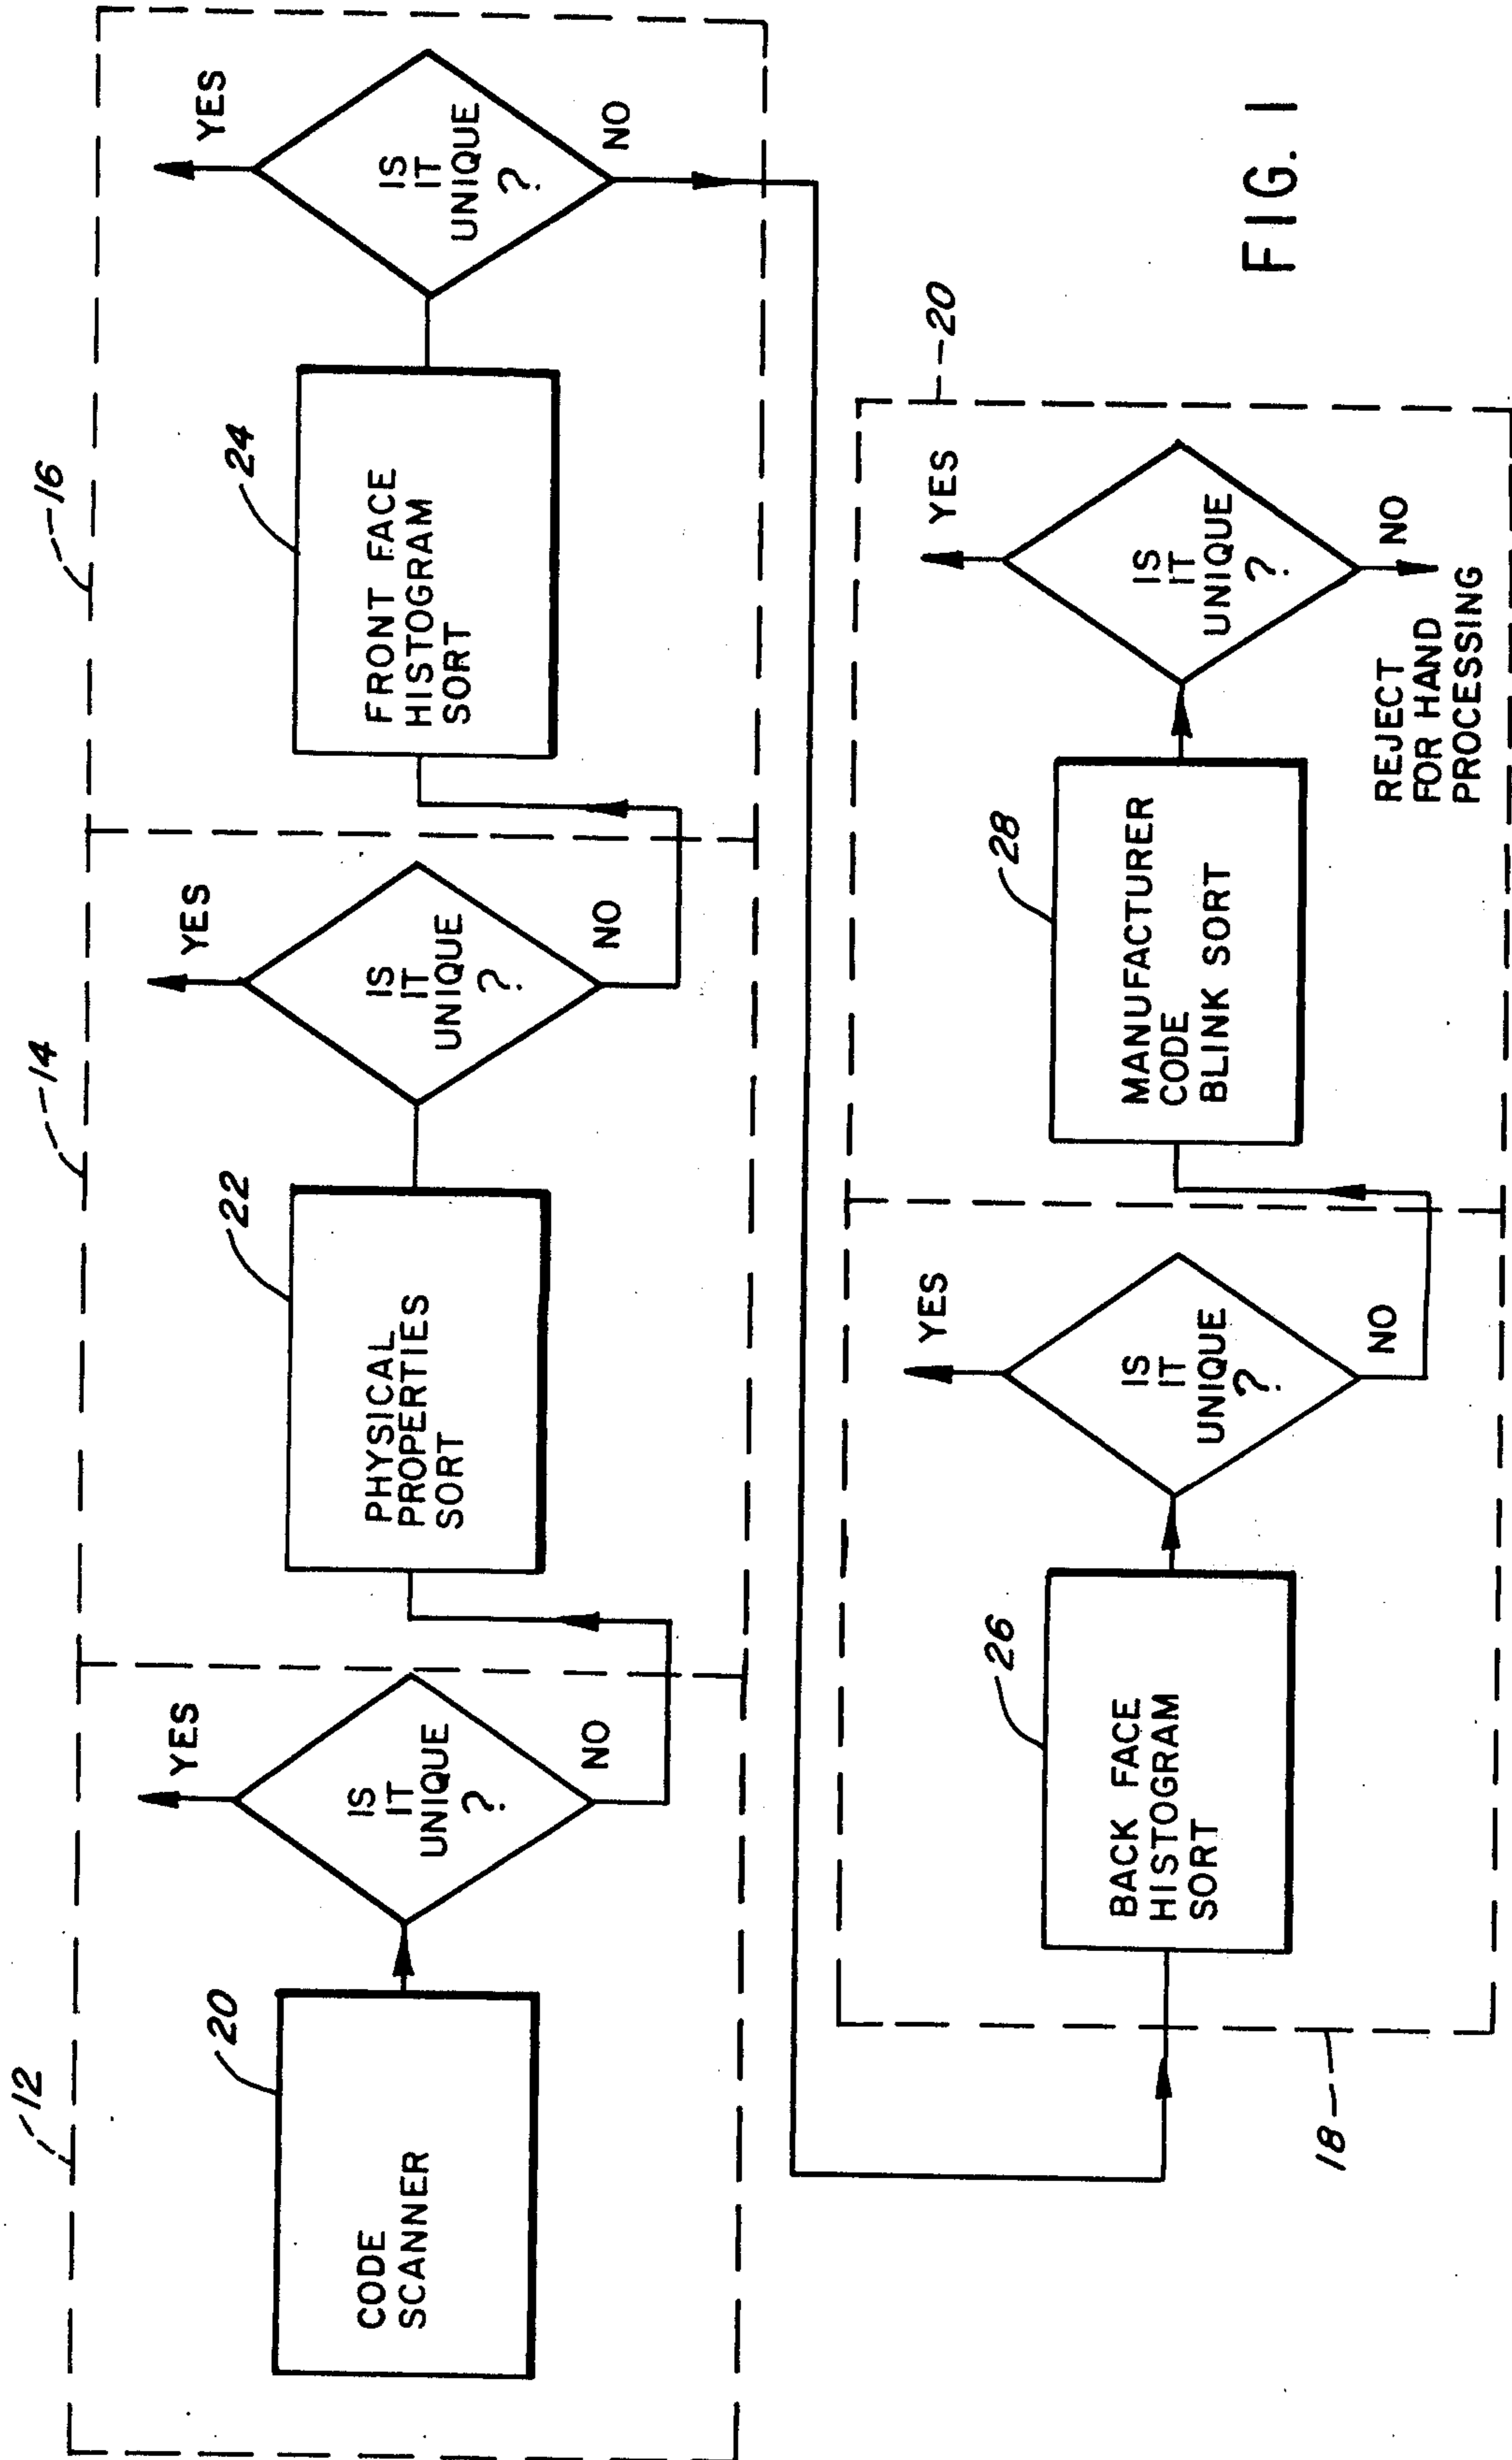 12
20
CODE
SCANNER
IS
IT
UNIQUE
?
YES
NO
14
22
PHYSICAL
PROPERTIES
SORT
IS
IT
UNIQUE
?
YES
NO
16
24
FRONT FACE
HISTOGRAM
SORT
IS
IT
UNIQUE
?
YES
NO
18
26
BACK FACE
HISTOGRAM
SORT
IS
IT
UNIQUE
?
YES
NO
20
28
MANUFACTURER
CODE
BLINK SORT
IS
IT
UNIQUE
?
YES
NO
REJECT
FOR HAND
PROCESSING
FIG. 1